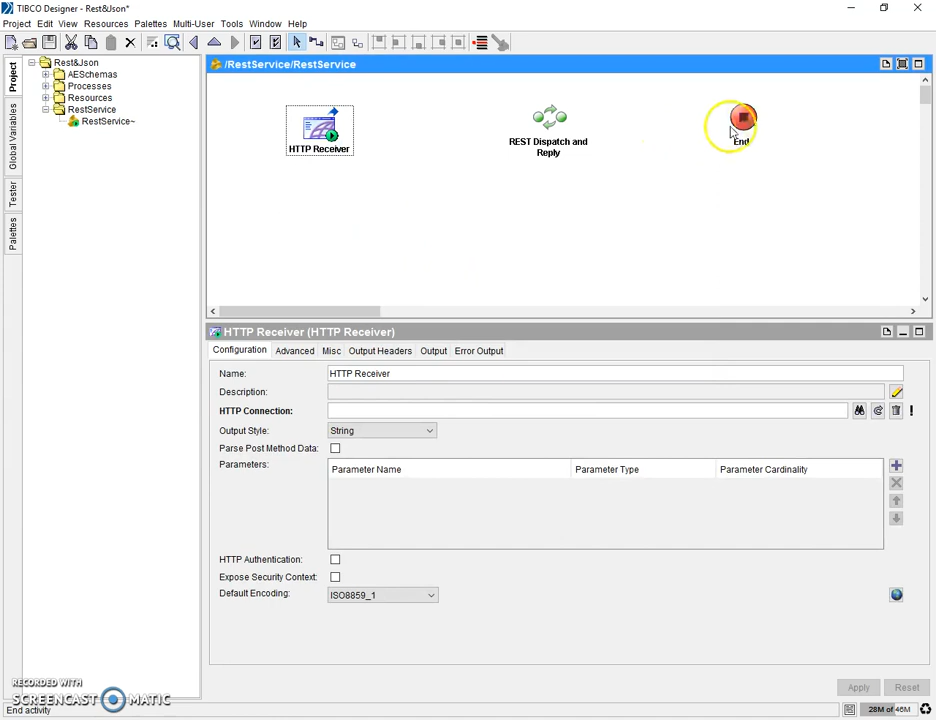 TIBCO Designer - Rest&Json*
Project Edit View Resources Palettes Multi-User Tools Window Help
Project
Global Variables
Tester
Palettes
Rest&Json
AESchemas
Processes
Resources
RestService
RestService~
/RestService/RestService
HTTP Receiver
REST Dispatch and
Reply
End
HTTP Receiver (HTTP Receiver)
Configuration Advanced Misc Output Headers Output Error Output
Name: HTTP Receiver
Description:
HTTP Connection:
Output Style: String
Parse Post Method Data:
Parameters: Parameter Name Parameter Type Parameter Cardinality
HTTP Authentication:
Expose Security Context:
Default Encoding: ISO8859_1
Apply Reset
RECORDED WITH
SCREENCAST MATIC
End activity
28M of 46M